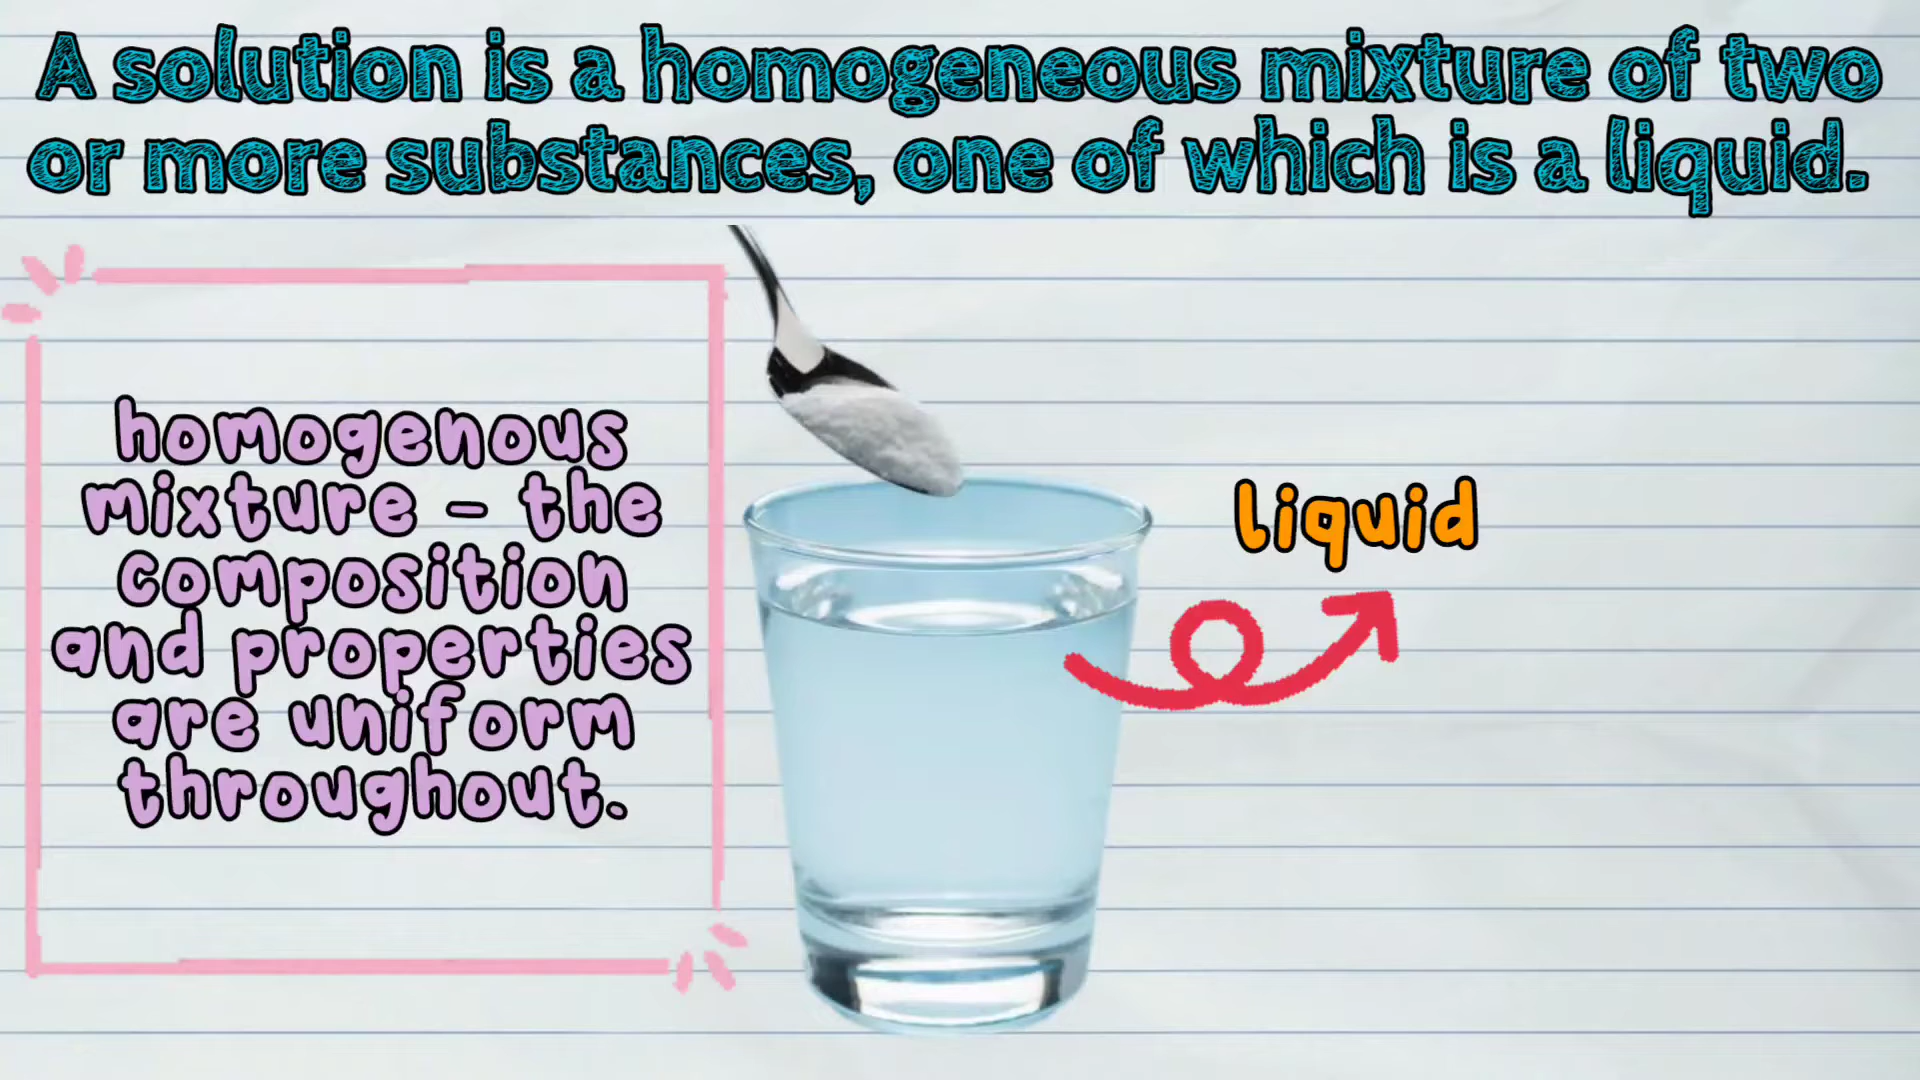 A solution is a homogeneous mixture of two
or more substances, one of which is a liquid.
homogenous
mixture - the
composition
and properties
are uniform
throughout.
liquid